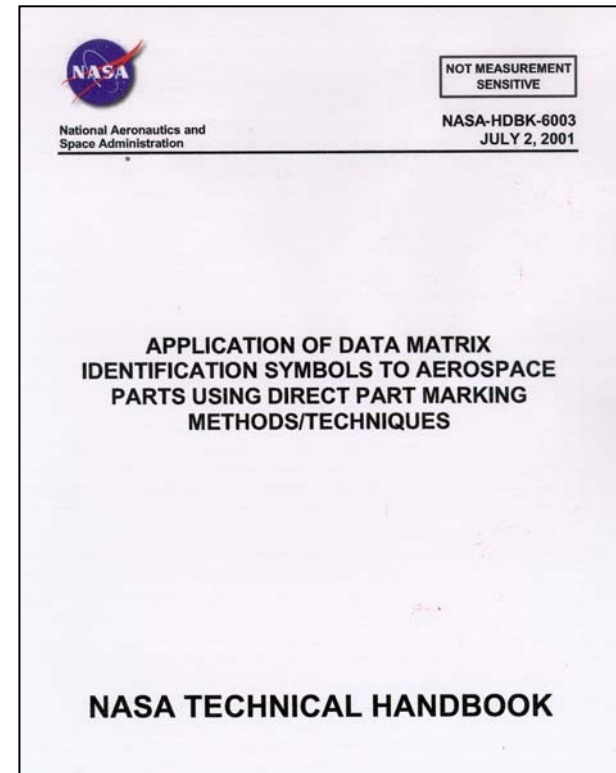 NASA
NOT MEASUREMENT
SENSITIVE
National Aeronautics and
Space Administration
NASA-HDBK-6003
JULY 2, 2001
APPLICATION OF DATA MATRIX
IDENTIFICATION SYMBOLS TO AEROSPACE
PARTS USING DIRECT PART MARKING
METHODS/TECHNIQUES
NASA TECHNICAL HANDBOOK